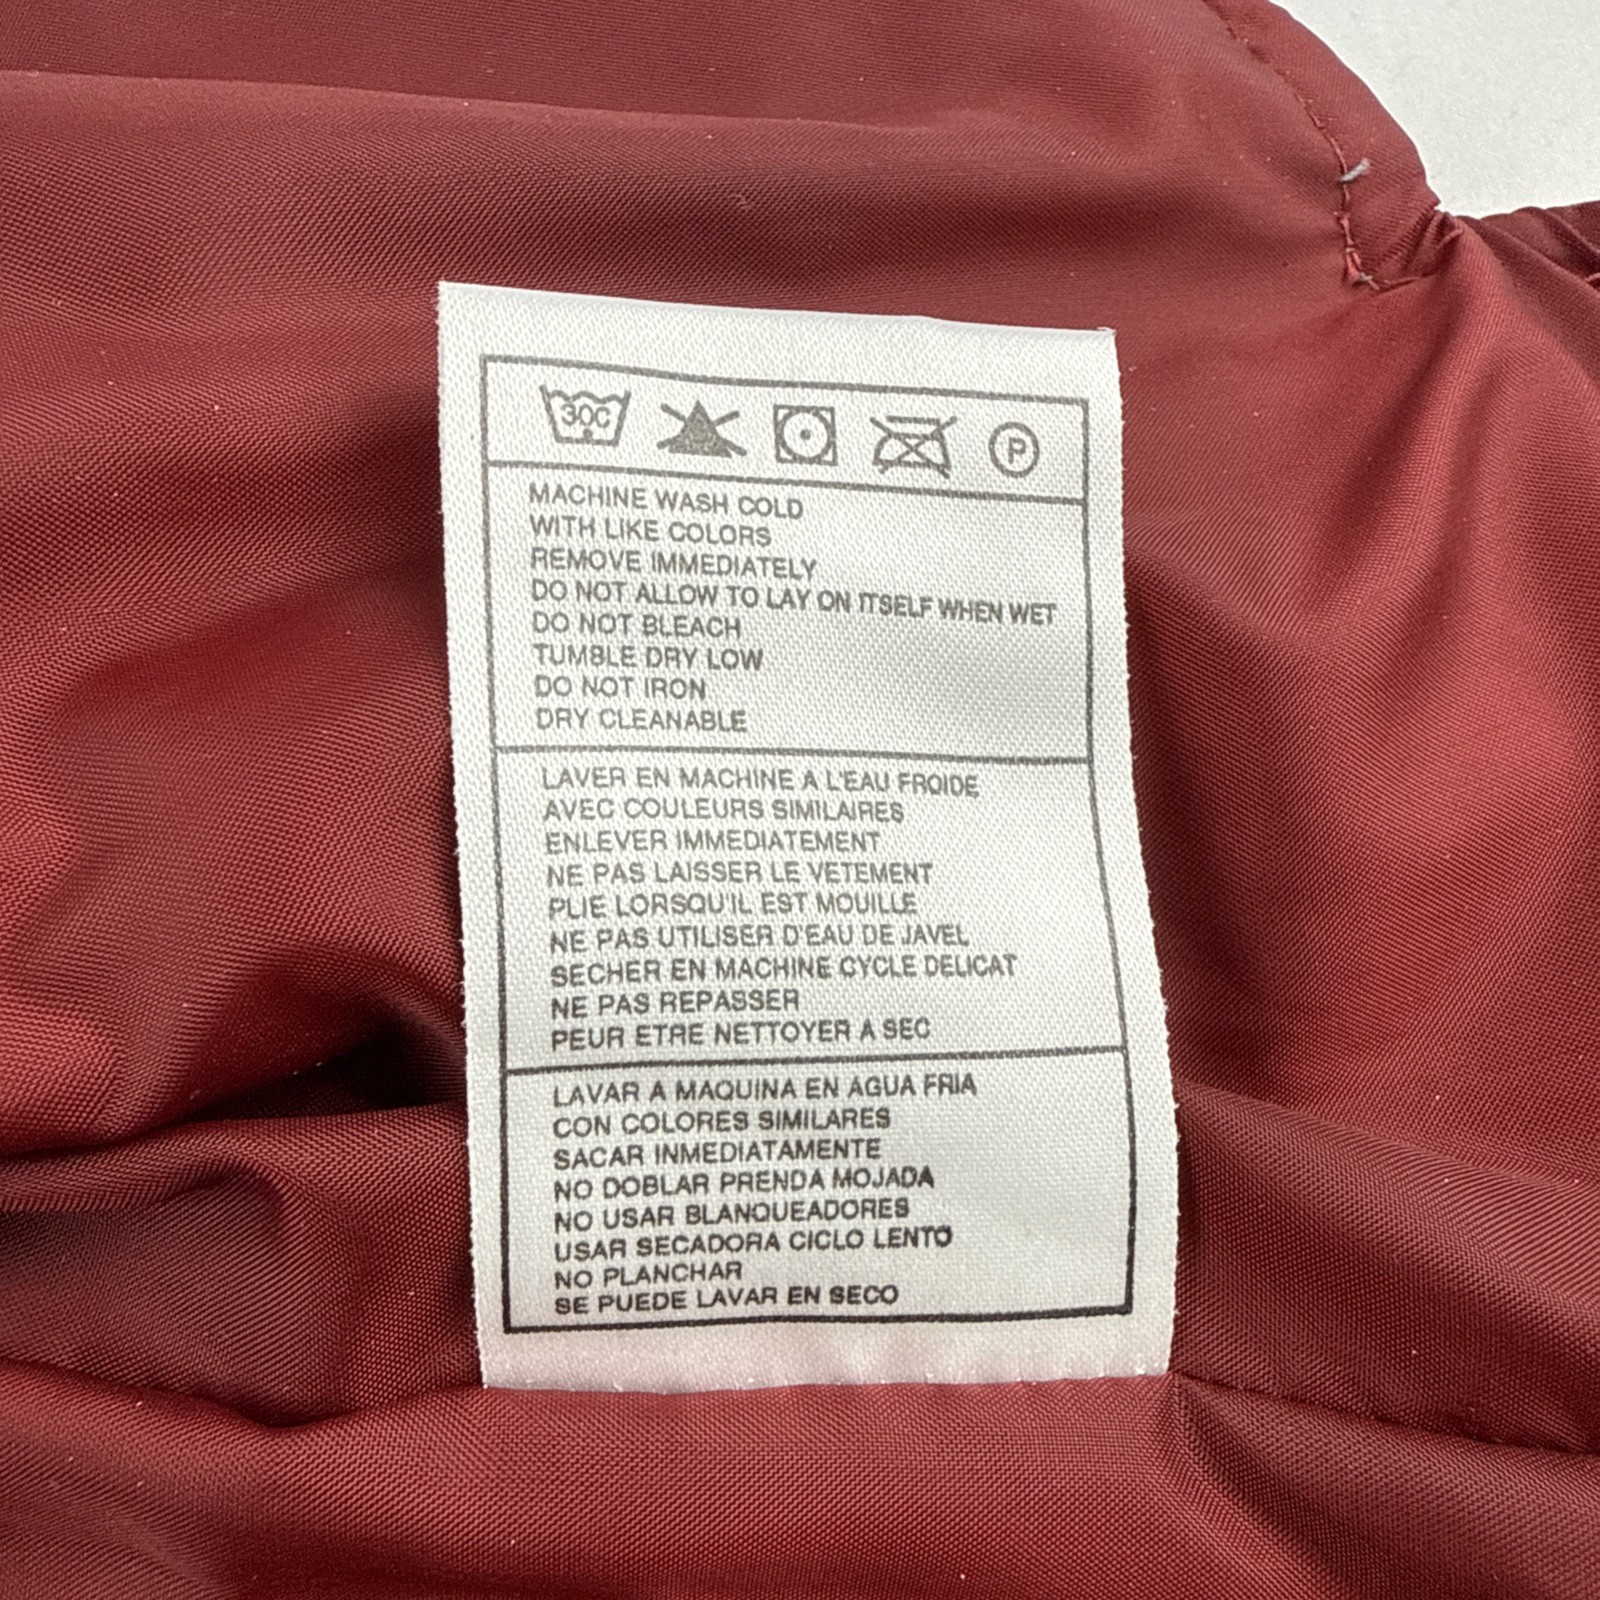 30C P
MACHINE WASH COLD
WITH LIKE COLORS
REMOVE IMMEDIATELY
DO NOT ALLOW TO LAY ON ITSELF WHEN WET
DO NOT BLEACH
TUMBLE DRY LOW
DO NOT IRON
DRY CLEANABLE
LAVER EN MACHINE A L'EAU FROIDE
AVEC COULEURS SIMILAIRES
ENLEVER IMMEDIATEMENT
NE PAS LAISSER LE VETEMENT
PLIE LORSQU'IL EST MOUILLE
NE PAS UTILISER D'EAU DE JAVEL
SECHER EN MACHINE CYCLE DELICAT
NE PAS REPASSER
PEUR ETRE NETTOYER A SEC
LAVAR A MAQUINA EN AGUA FRIA
CON COLORES SIMILARES
SACAR INMEDIATAMENTE
NO DOBLAR PRENDA MOJADA
NO USAR BLANQUEADORES
USAR SECADORA CICLO LENTO
NO PLANCHAR
SE PUEDE LAVAR EN SECO